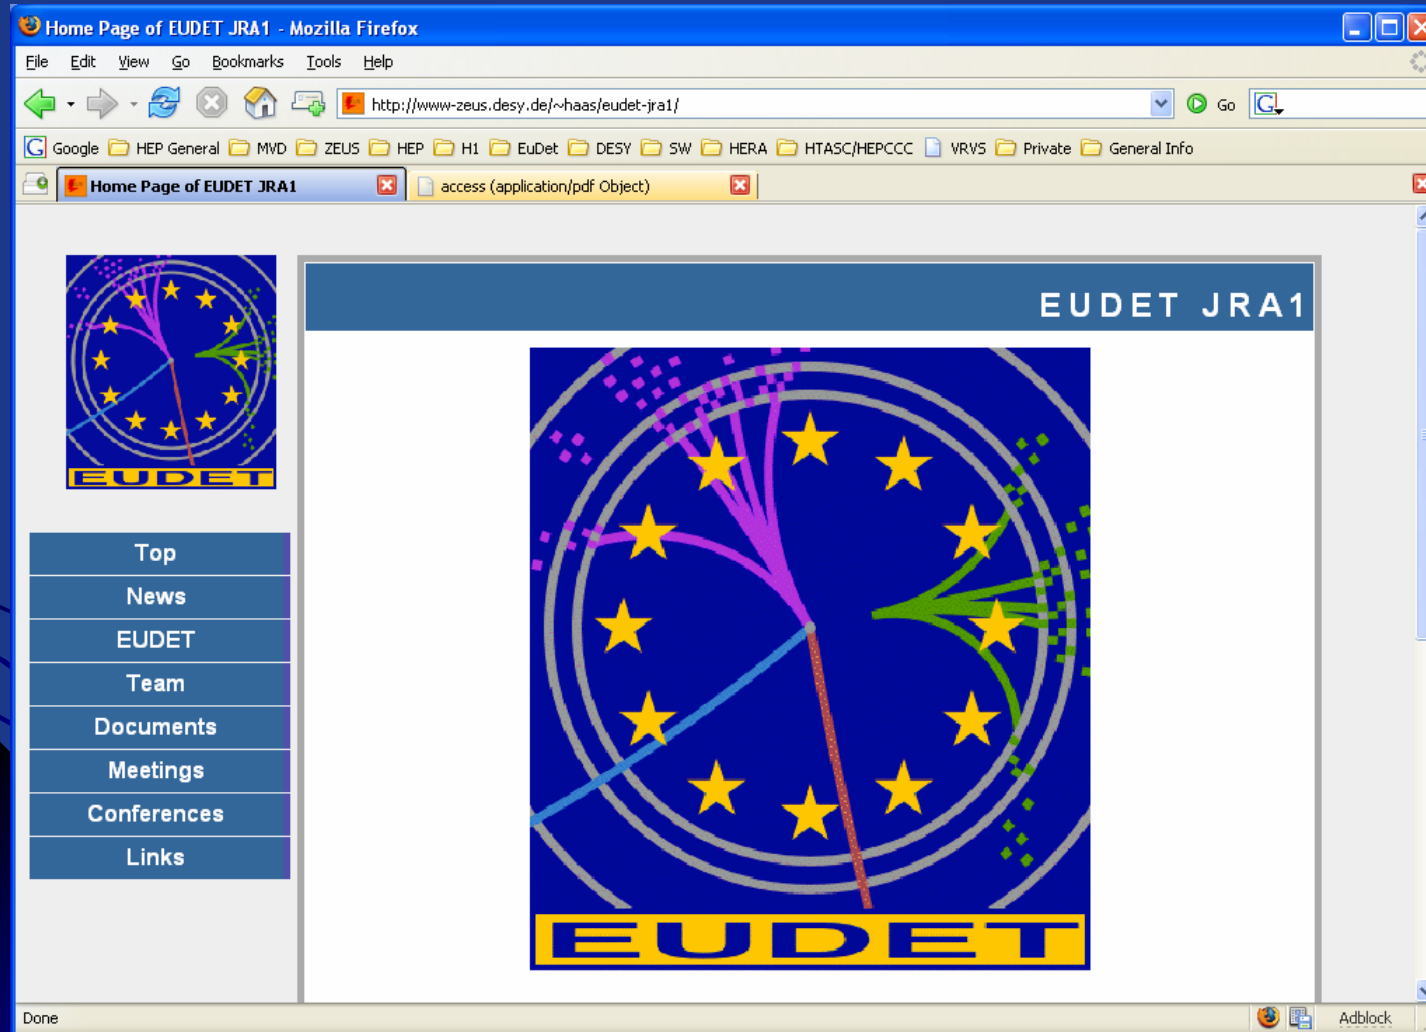 Home Page of EUDET JRA1 - Mozilla Firefox
File Edit View Go Bookmarks Tools Help
http://www-zeus.desy.de/~haas/eudet-jra1/ Go G
G Google HEP General MVD ZEUS HEP H1 EuDet DESY SW HERA HTASC/HEPCCC VRVS Private General Info
Home Page of EUDET JRA1 access (application/pdf Object)
EUDET JRA1
EUDET
Top
News
EUDET
Team
Documents
Meetings
Conferences
Links
EUDET
Done Adblock